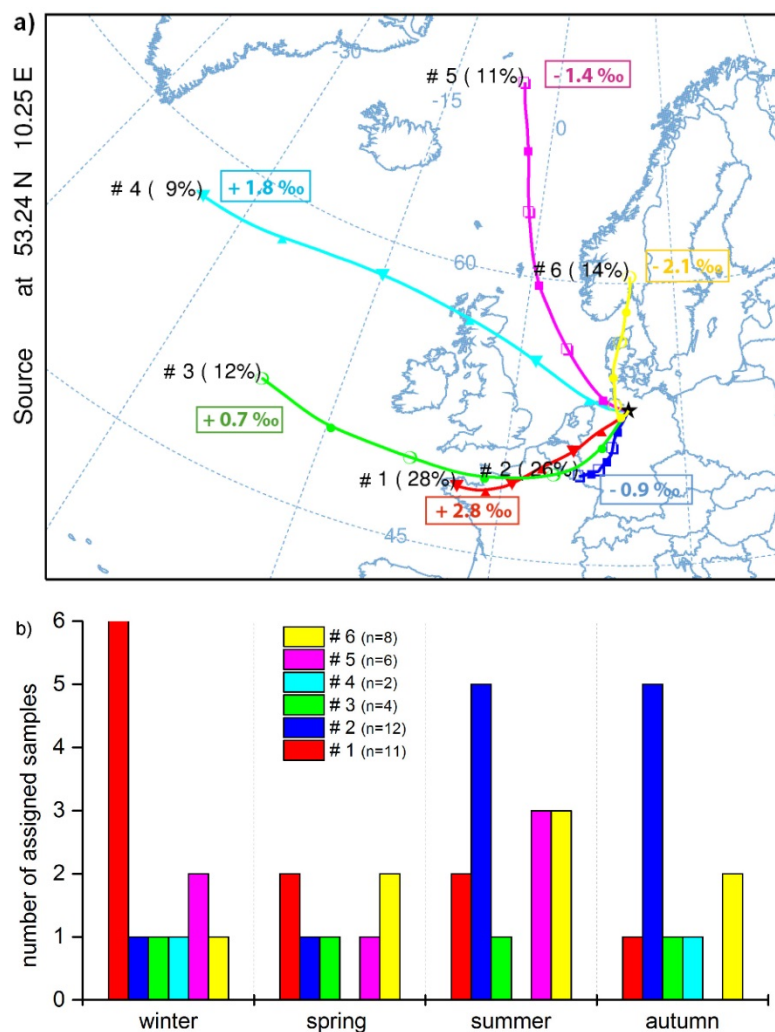 a)
Source at 53.24 N 10.25 E
-30
-15
0
60
45
# 5 (11%)
- 1.4 ‰
# 4 ( 9%)
+ 1.8 ‰
# 6 (14%)
- 2.1 ‰
# 3 ( 12%)
+ 0.7 ‰
# 2 ( 26%)
# 1 ( 28%)
- 0.9 ‰
+ 2.8 ‰
b)
number of assigned samples
6
5
4
3
2
1
0
# 6 (n=8)
# 5 (n=6)
# 4 (n=2)
# 3 (n=4)
# 2 (n=12)
# 1 (n=11)
winter spring summer autumn